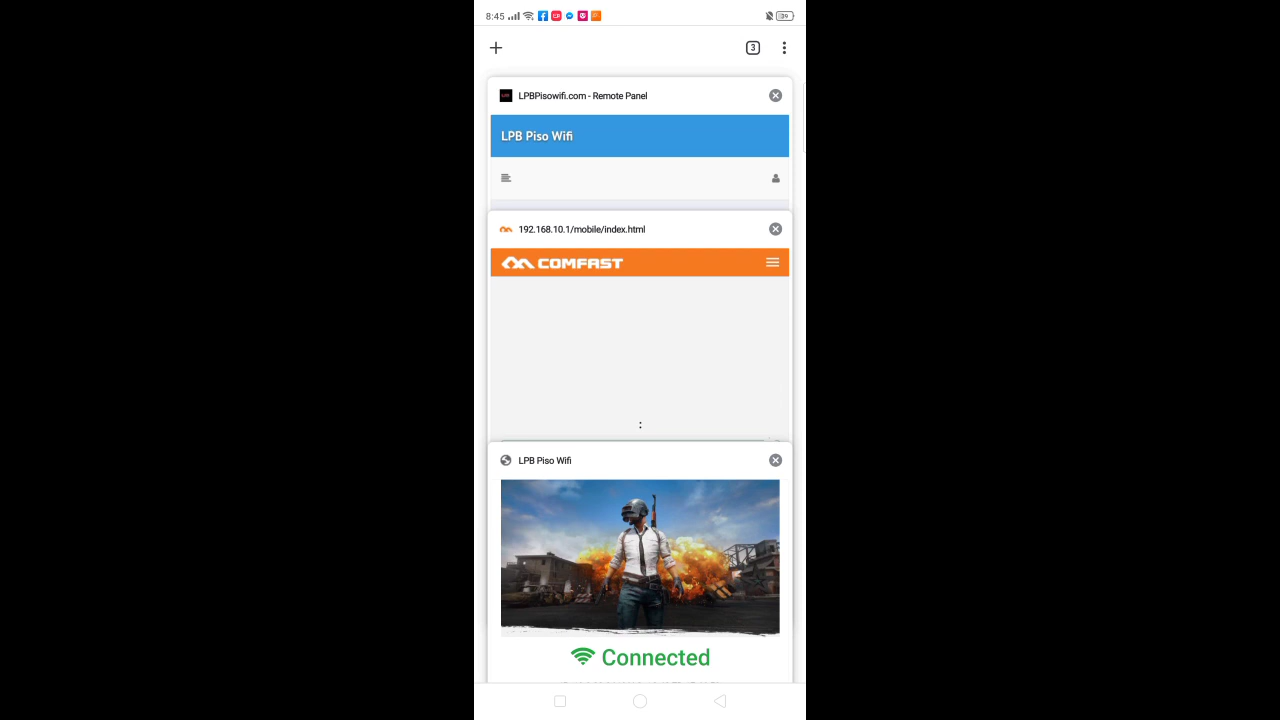 8:45
39
3
LPBPisowifi.com - Remote Panel
LPB Piso Wifi
192.168.10.1/mobile/index.html
COMFAST
:
LPB Piso Wifi
Connected